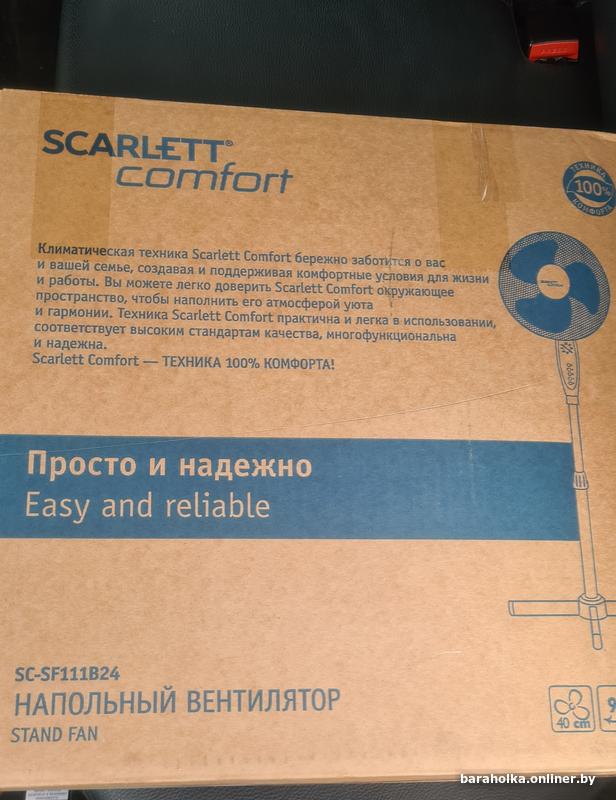 SCARLETT®
comfort
ТЕХНИКА
100%
КОМФОРТА
Климатическая техника Scarlett Comfort бережно заботится о вас
и вашей семье, создавая и поддерживая комфортные условия для жизни
и работы. Вы можете легко доверить Scarlett Comfort окружающее
пространство, чтобы наполнить его атмосферой уюта
и гармонии. Техника Scarlett Comfort практична и легка в использовании,
соответствует высоким стандартам качества, многофункциональна
и надежна.
Scarlett Comfort — ТЕХНИКА 100% КОМФОРТА!
Просто и надежно
Easy and reliable
SC-SF111B24
НАПОЛЬНЫЙ ВЕНТИЛЯТОР
STAND FAN
40 cm
baraholka.onliner.by